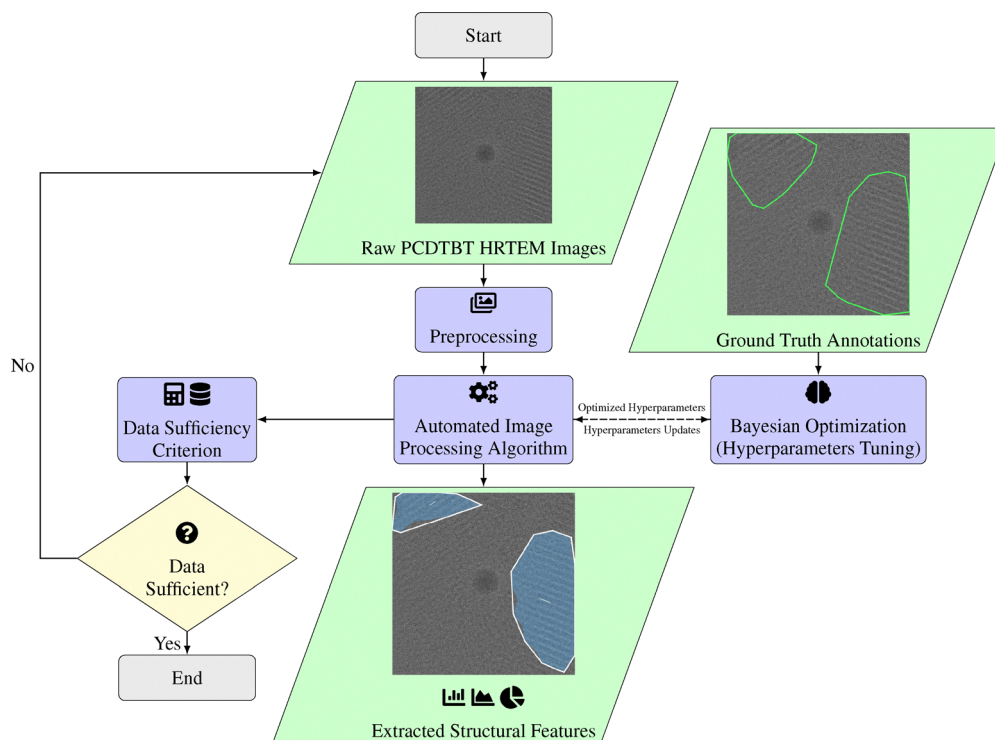 Start
Raw PCDTBT HRTEM Images
Preprocessing
Ground Truth Annotations
No
Data Sufficiency
Criterion
Automated Image
Processing Algorithm
Optimized Hyperparameters
Hyperparameters Updates
Bayesian Optimization
(Hyperparameters Tuning)
?
Data
Sufficient?
Yes
End
Extracted Structural Features